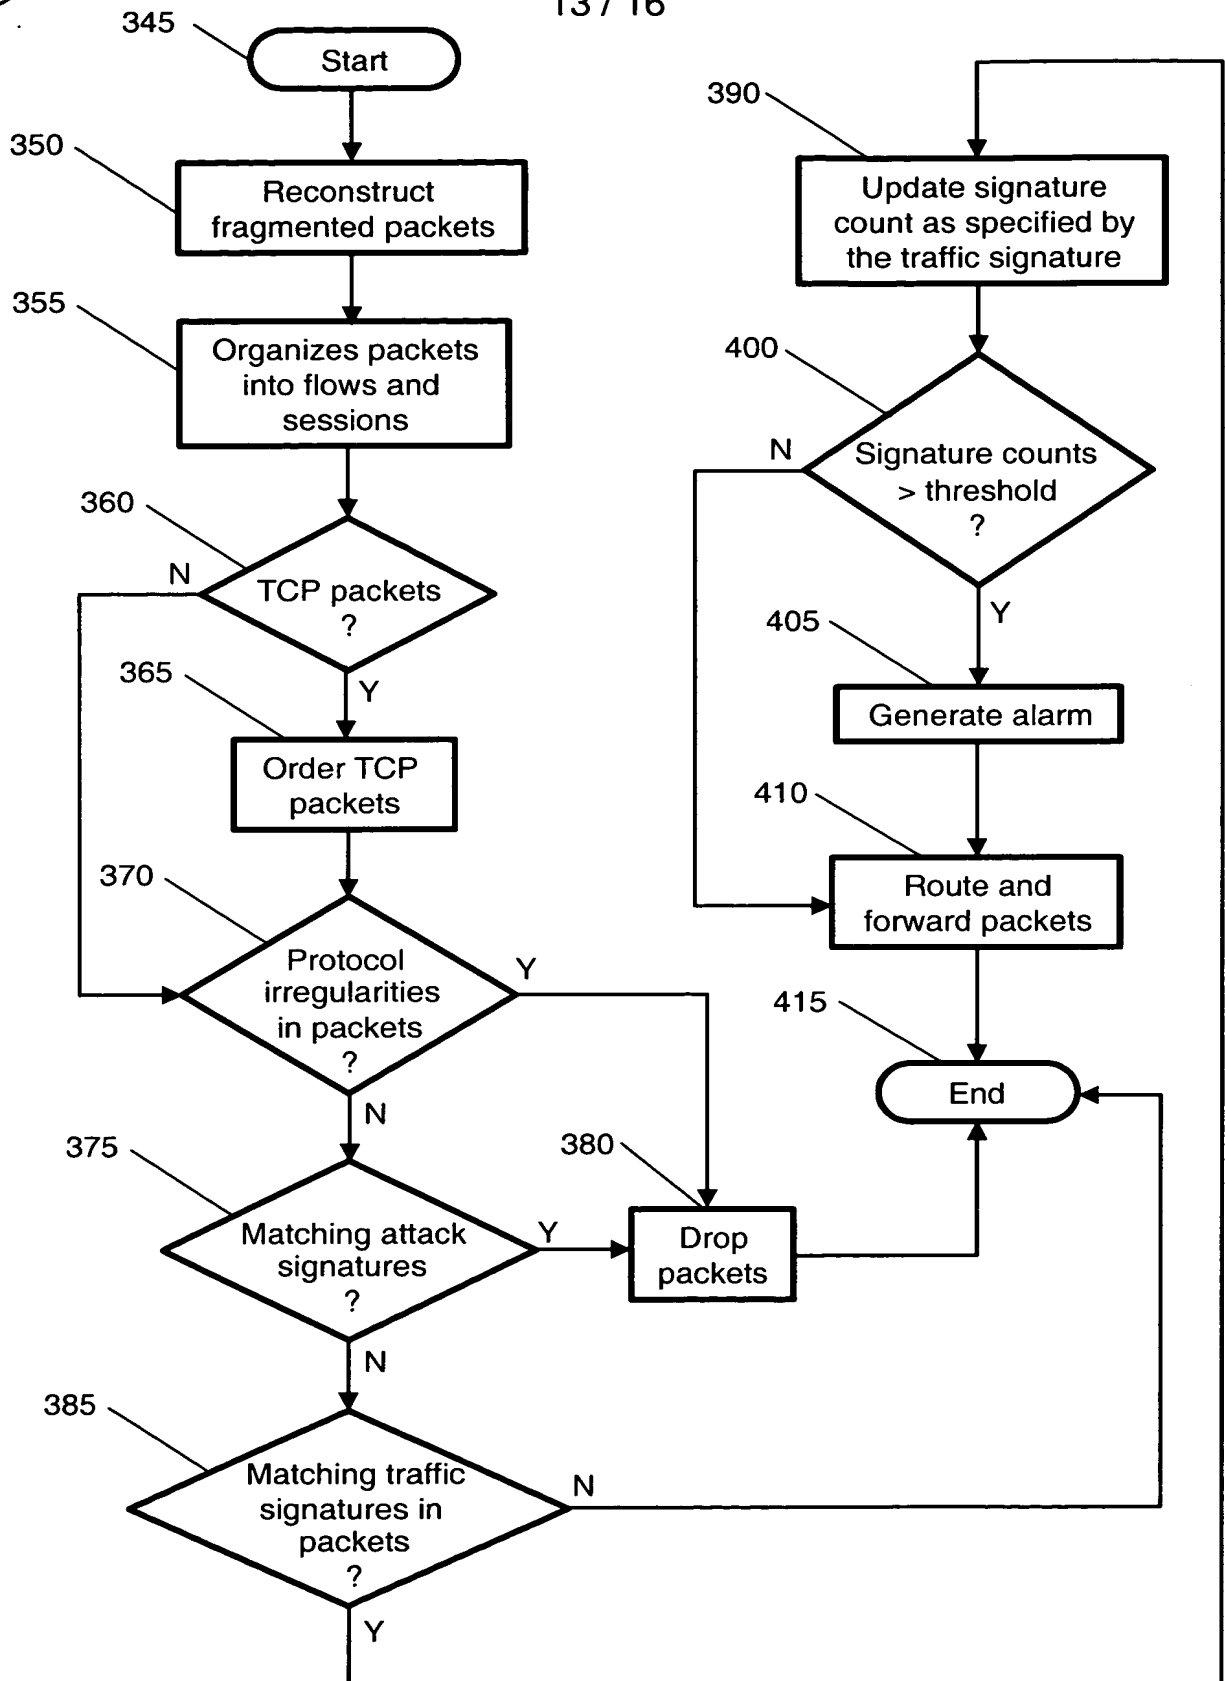 13 / 16
345
Start
350
Reconstruct
fragmented packets
355
Organizes packets
into flows and
sessions
360
N
TCP packets
?
365
Y
Order TCP
packets
370
Protocol
irregularities
in packets
?
Y
N
375
Matching attack
signatures
?
Y
380
Drop
packets
N
385
Matching traffic
signatures in
packets
?
N
Y
390
Update signature
count as specified by
the traffic signature
400
N
Signature counts
> threshold
?
Y
405
Generate alarm
410
Route and
forward packets
415
End